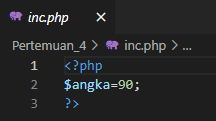 inc.php ×
Pertemuan_4 > inc.php > ...
1 <?php
2 $angka=90;
3 ?>